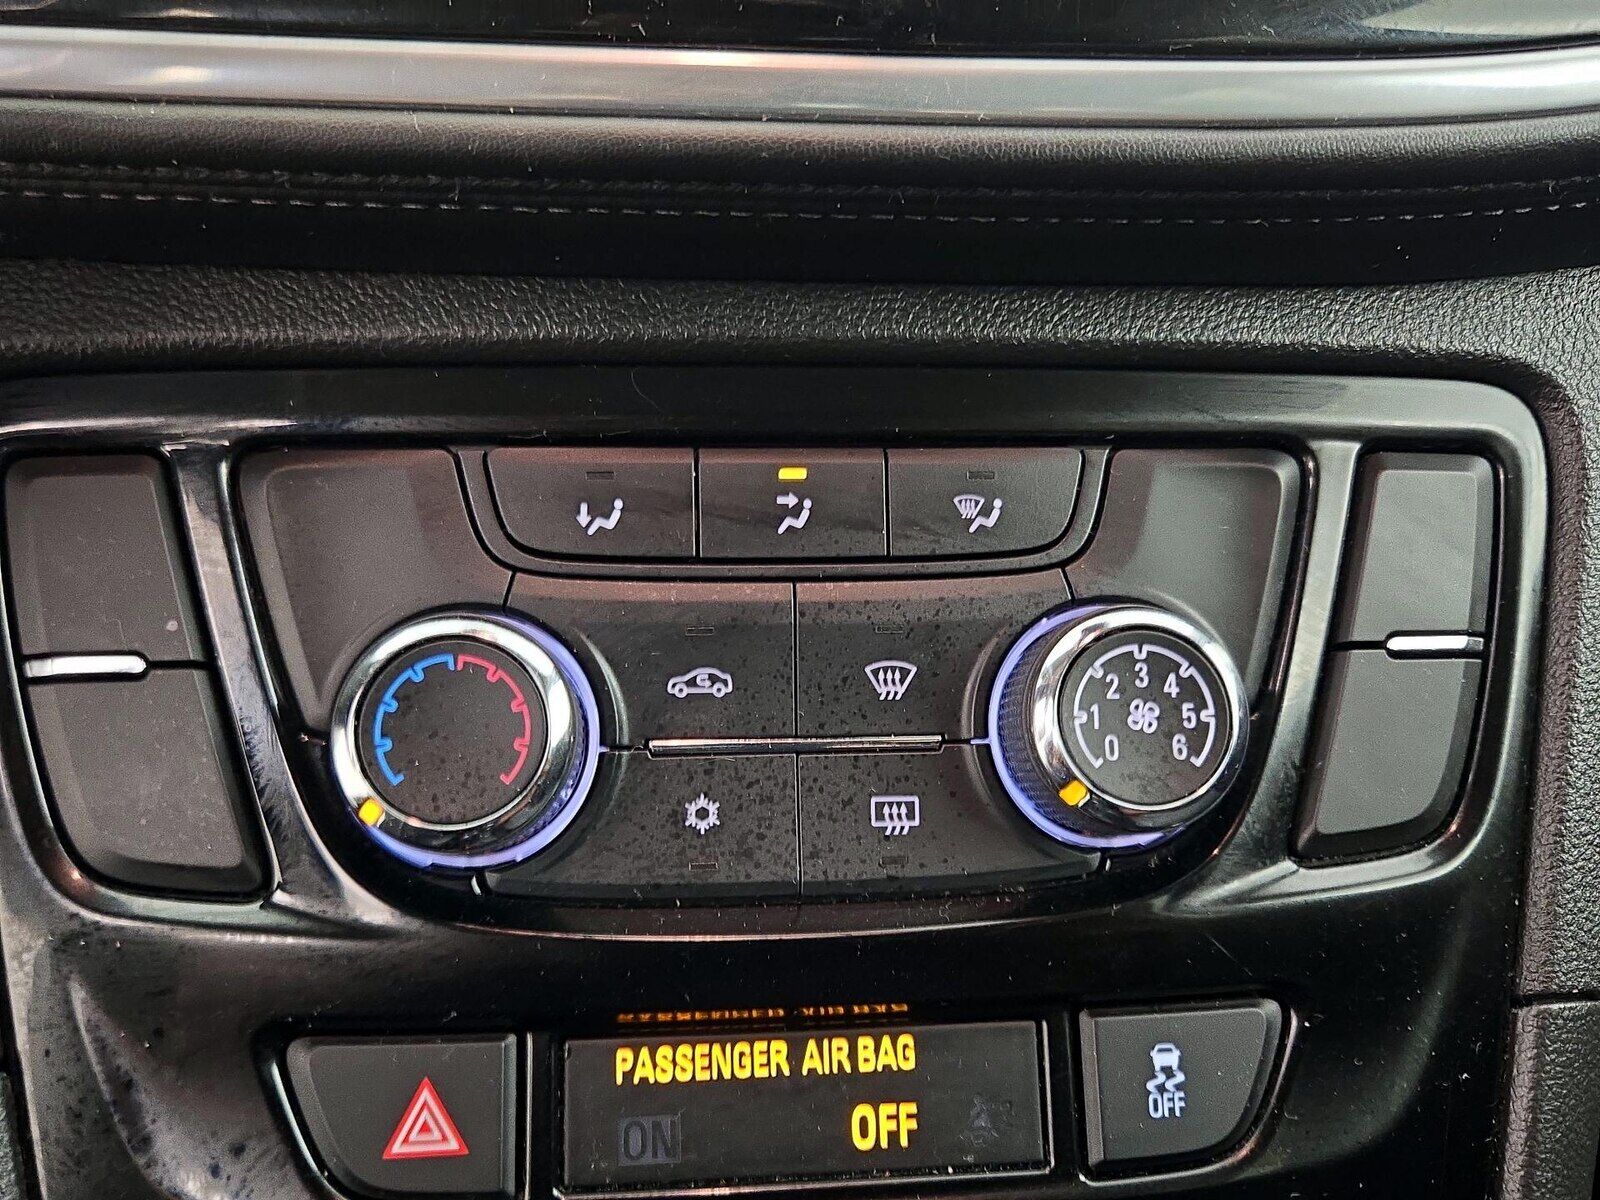 0 1 2 3 4 5 6
PASSENGER AIR BAG
ON OFF
OFF